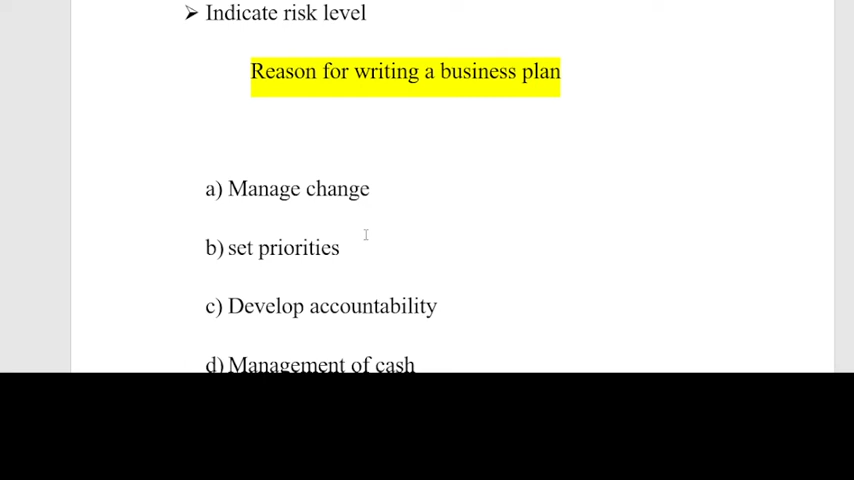 ➢ Indicate risk level
Reason for writing a business plan
a) Manage change
b) set priorities
c) Develop accountability
d) Management of cash